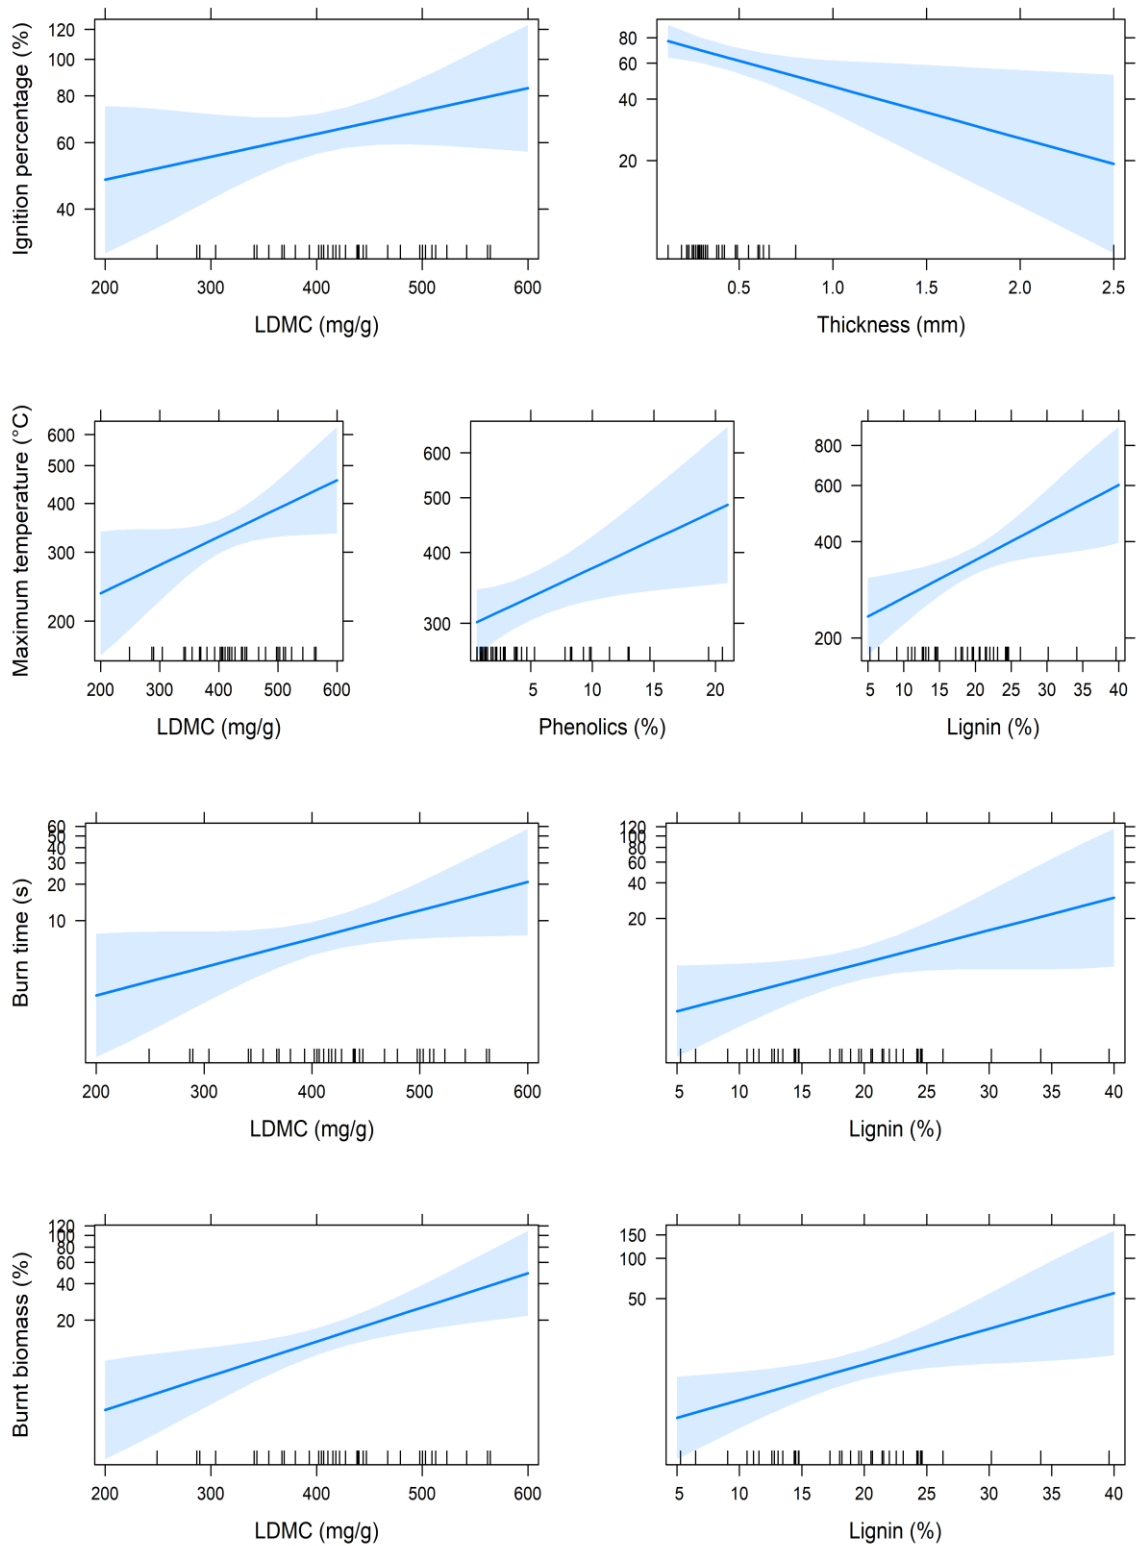 Ignition percentage (%)
120
100
80
60
40
200 300 400 500 600
LDMC (mg/g)
80
60
40
20
0.5 1.0 1.5 2.0 2.5
Thickness (mm)
Maximum temperature (°C)
600
500
400
300
200
200 300 400 500 600
LDMC (mg/g)
600
500
400
300
5 10 15 20
Phenolics (%)
800
600
400
200
5 10 15 20 25 30 35 40
Lignin (%)
Burn time (s)
60
50
40
30
20
10
200 300 400 500 600
LDMC (mg/g)
120
100
80
60
40
20
5 10 15 20 25 30 35 40
Lignin (%)
Burnt biomass (%)
120
100
80
60
40
20
200 300 400 500 600
LDMC (mg/g)
150
100
50
5 10 15 20 25 30 35 40
Lignin (%)